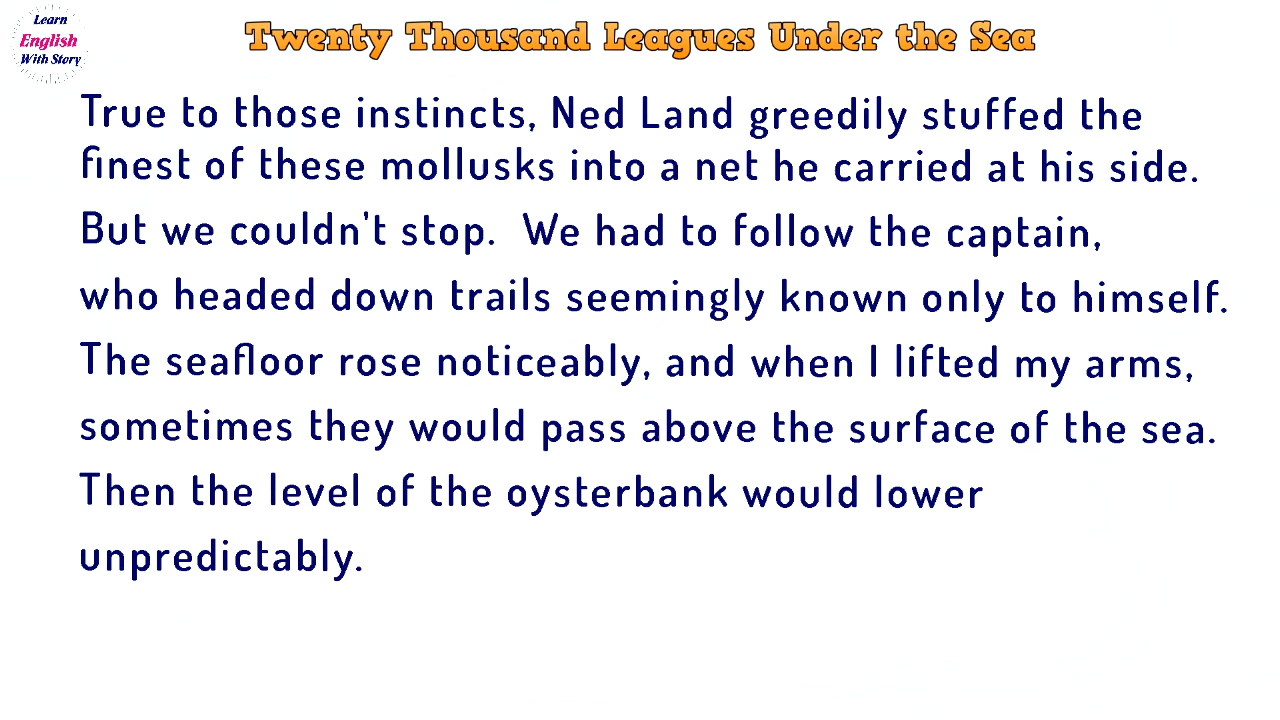 Learn
English
With Story
Twenty Thousand Leagues Under the Sea
True to those instincts, Ned Land greedily stuffed the
finest of these mollusks into a net he carried at his side.
But we couldn't stop.  We had to follow the captain,
who headed down trails seemingly known only to himself.
The seafloor rose noticeably, and when I lifted my arms,
sometimes they would pass above the surface of the sea.
Then the level of the oysterbank would lower
unpredictably.